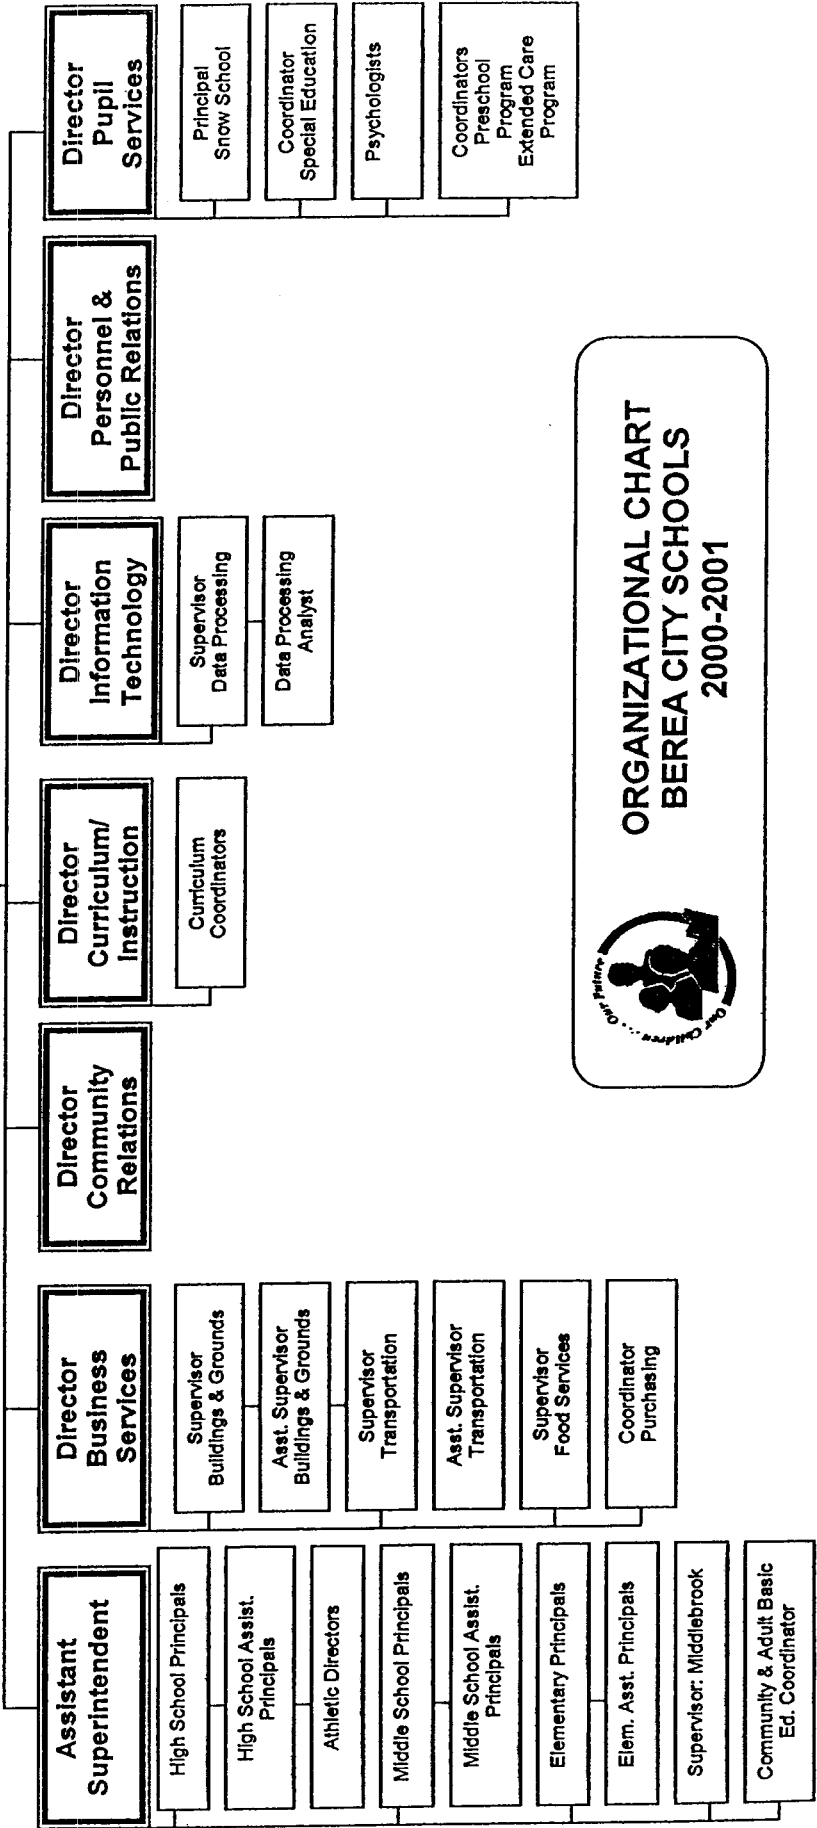 Assistant
Superintendent
High School Principals
High School Assist.
Principals
Athletic Directors
Middle School Principals
Middle School Assist.
Principals
Elementary Principals
Elem. Asst. Principals
Supervisor: Middlebrook
Community & Adult Basic
Ed. Coordinator
Director
Business
Services
Supervisor
Buildings & Grounds
Asst. Supervisor
Buildings & Grounds
Supervisor
Transportation
Asst. Supervisor
Transportation
Supervisor
Food Services
Coordinator
Purchasing
Director
Community
Relations
Director
Curriculum/
Instruction
Curriculum
Coordinators
Director
Information
Technology
Supervisor
Data Processing
Data Processing
Analyst
Director
Personnel &
Public Relations
Director
Pupil
Services
Principal
Snow School
Coordinator
Special Education
Psychologists
Coordinators
Preschool
Program
Extended Care
Program
Our Children . . . . Our Future
ORGANIZATIONAL CHART
BEREA CITY SCHOOLS
2000-2001